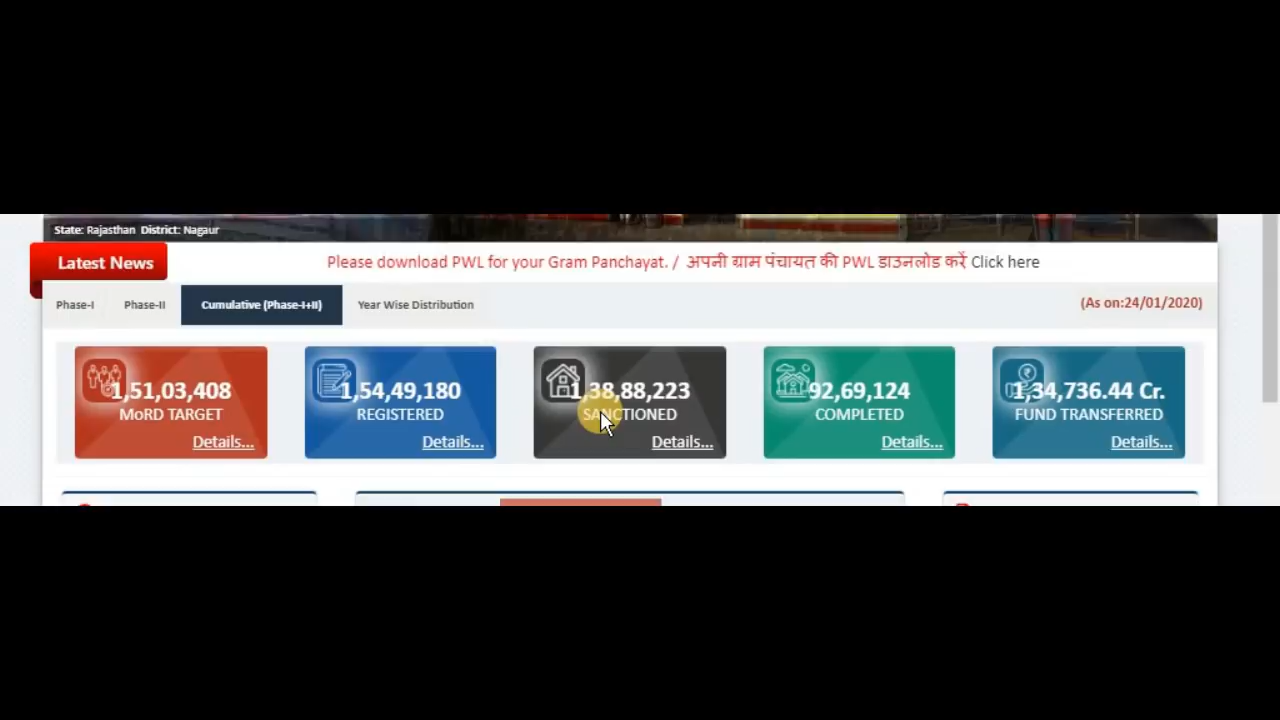 State: Rajasthan District: Nagaur
Latest News
Please download PWL for your Gram Panchayat. / अपनी ग्राम पंचायत की PWL डाउनलोड करें Click here
Phase-I Phase-II Cumulative (Phase-I+II) Year Wise Distribution (As on:24/01/2020)
1,51,03,408 1,54,49,180 1,38,88,223 92,69,124 1,34,736.44 Cr.
MoRD TARGET REGISTERED SANCTIONED COMPLETED FUND TRANSFERRED
Details... Details... Details... Details... Details...